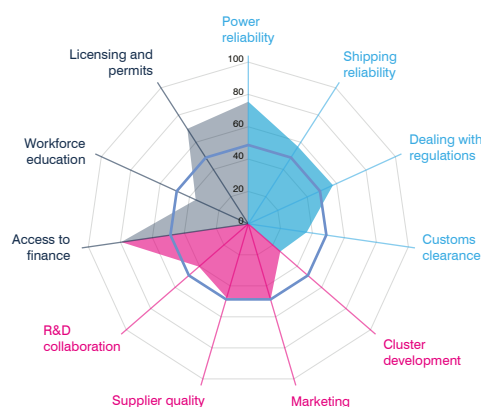 Power
reliability
Licensing and
permits
Shipping
reliability
100
80
60
40
20
0
Workforce
education
Dealing with
regulations
Access to
finance
Customs
clearance
R&D
collaboration
Cluster
development
Supplier quality
Marketing